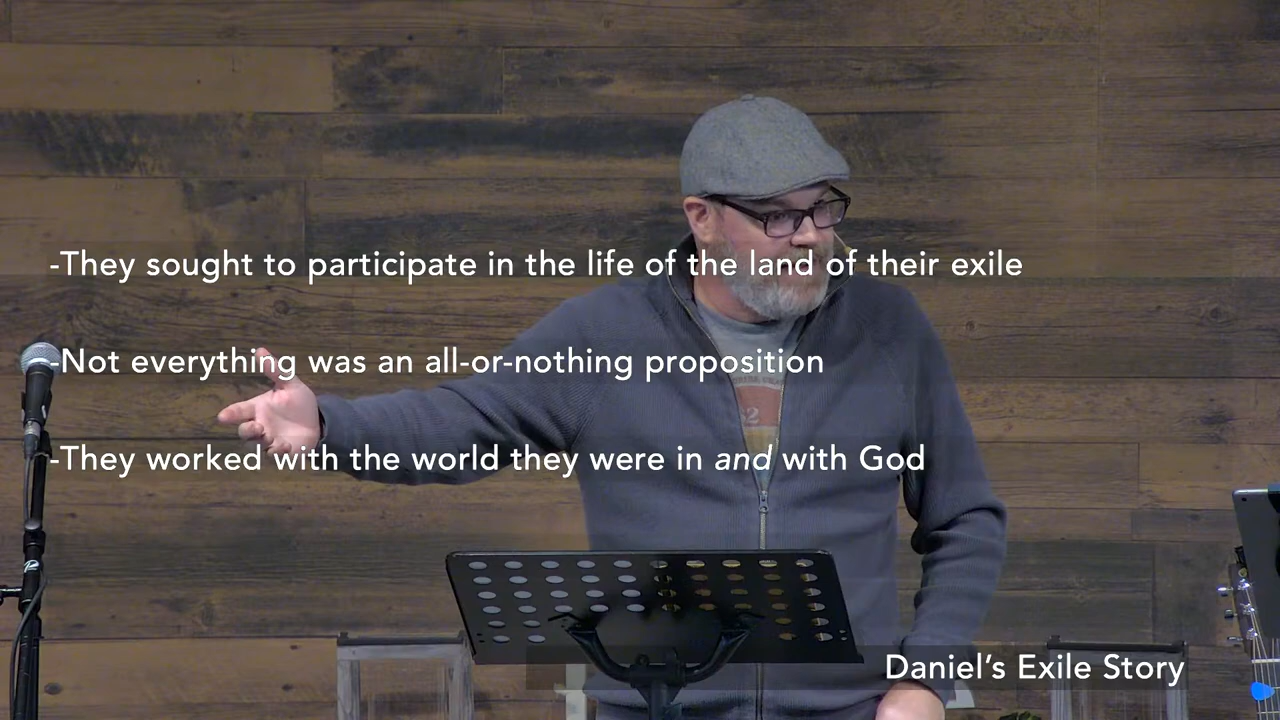 -They sought to participate in the life of the land of their exile
-Not everything was an all-or-nothing proposition
-They worked with the world they were in and with God
Daniel's Exile Story